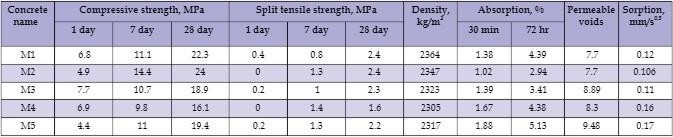 Concrete name Compressive strength, MPa Split tensile strength, MPa Density, kg/m³ Absorption, % Permeable voids Sorption, mm/s⁰·⁵
1 day 7 day 28 day 1 day 7 day 28 day 30 min 72 hr
M1 6.8 11.1 22.3 0.4 0.8 2.4 2364 1.38 4.39 7.7 0.12
M2 4.9 14.4 24 0 1.3 2.4 2347 1.02 2.94 7.7 0.106
M3 7.7 10.7 18.9 0.2 1 2.3 2323 1.39 3.41 8.89 0.11
M4 6.9 9.8 16.1 0 1.4 1.6 2305 1.67 4.38 8.3 0.16
M5 4.4 11 19.4 0.2 1.3 2.2 2317 1.88 5.13 9.48 0.17